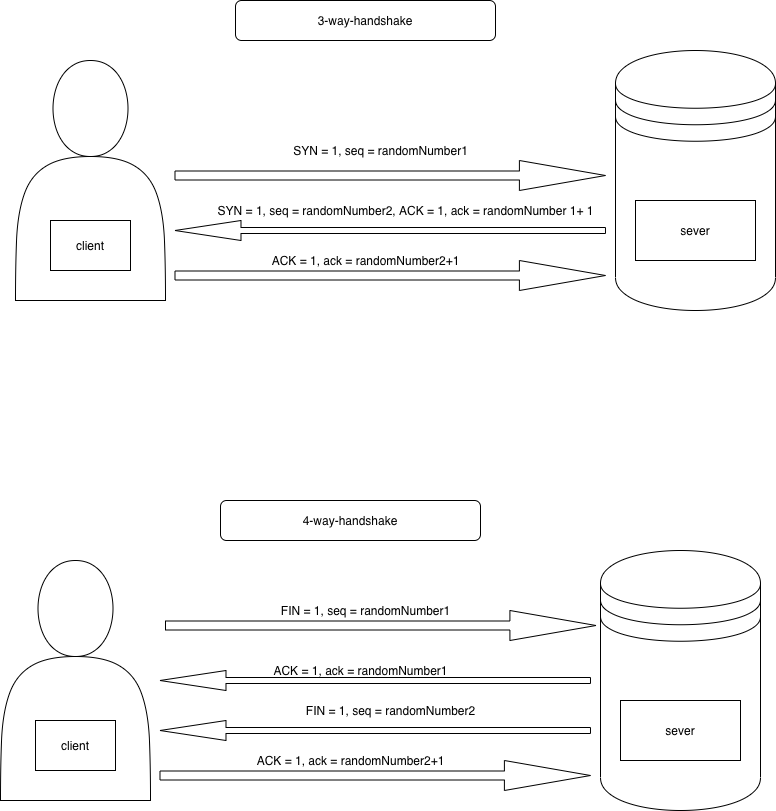 3-way-handshake
SYN = 1, seq = randomNumber1
SYN = 1, seq = randomNumber2, ACK = 1, ack = randomNumber 1+ 1
client
sever
ACK = 1, ack = randomNumber2+1
4-way-handshake
FIN = 1, seq = randomNumber1
ACK = 1, ack = randomNumber1
FIN = 1, seq = randomNumber2
client
sever
ACK = 1, ack = randomNumber2+1